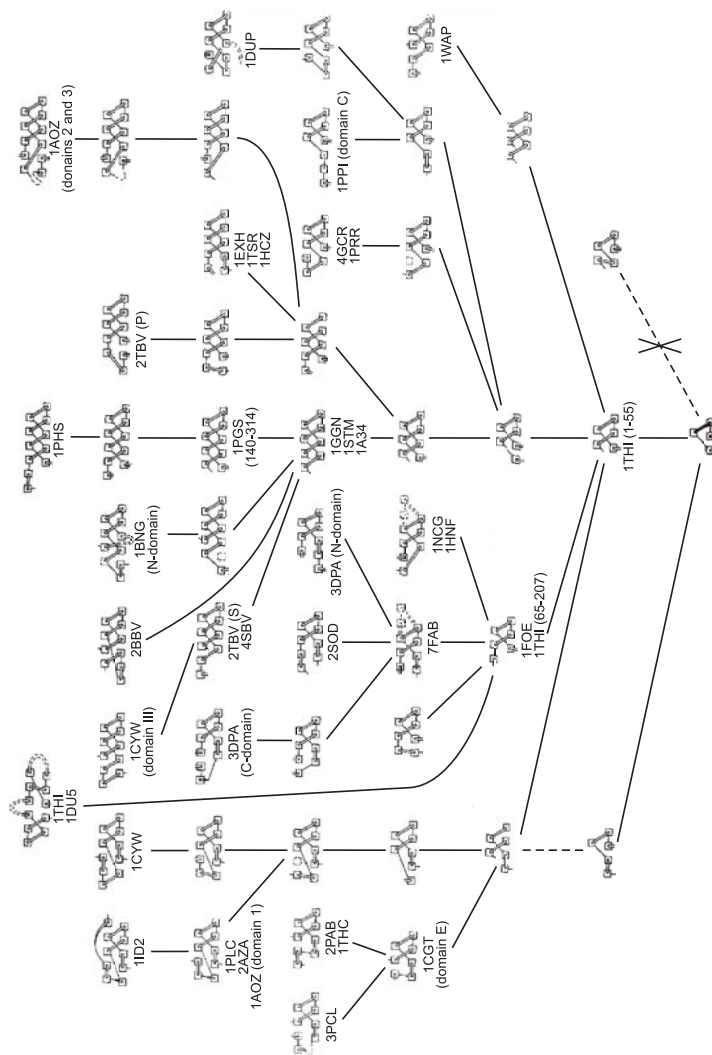 1DUP
1WAP
1AOZ
(donains 2 and 3)
1PPI (domain C)
1EXH
1TSR
1HCZ
4GCR
1PRR
2TBV (P)
1PHS
1PGS
(140-314)
1GGN
1STM
1A34
1THI (1-55)
1BNG
(N-domain)
3DPA (N-domain)
1NCG
1HNF
2BBV
2TBV (S)
4SBV
2SOD
7FAB
1FOE
1THI (65-207)
1CYW
(domain III)
3DPA
(C-domain)
1THI
1DU5
1CYW
1ID2
1PLC
2AZA
1AOZ (domain 1)
2PAB
1THC
1CGT
(domain E)
3PCL